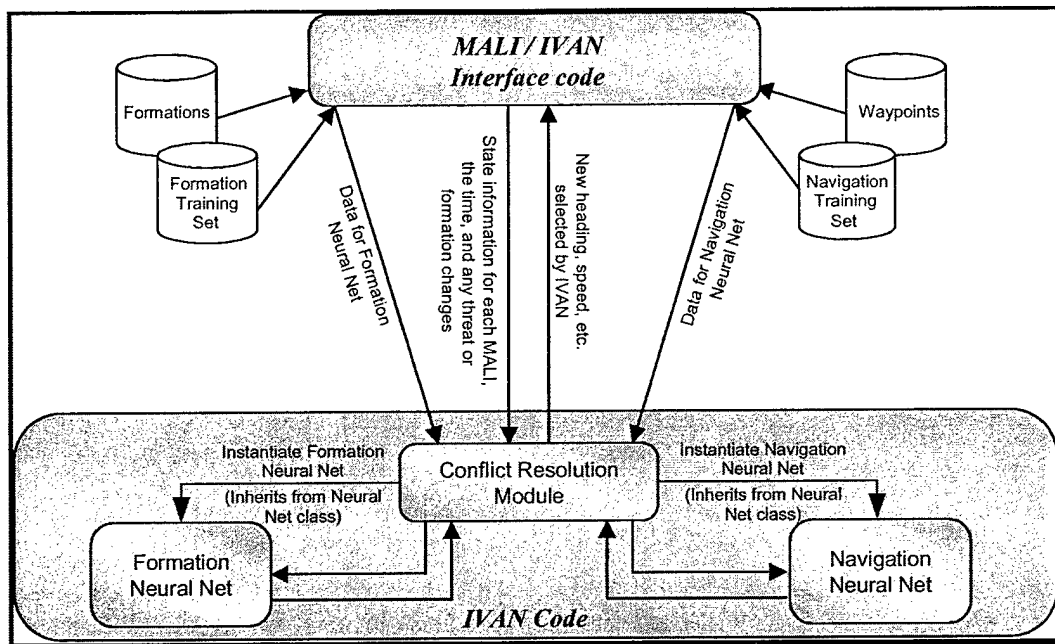 MALI / IVAN
Interface code
Formations
Formation
Training
Set
Waypoints
Navigation
Training
Set
Data for Formation
Neural Net
State information for each MALI,
the time, and any threat or
formation changes
New heading, speed, etc.
selected by IVAN
Data for Navigation
Neural Net
Instantiate Formation
Neural Net
(Inherits from Neural
Net class)
Conflict Resolution
Module
Instantiate Navigation
Neural Net
(Inherits from Neural
Net class)
Formation
Neural Net
Navigation
Neural Net
IVAN Code